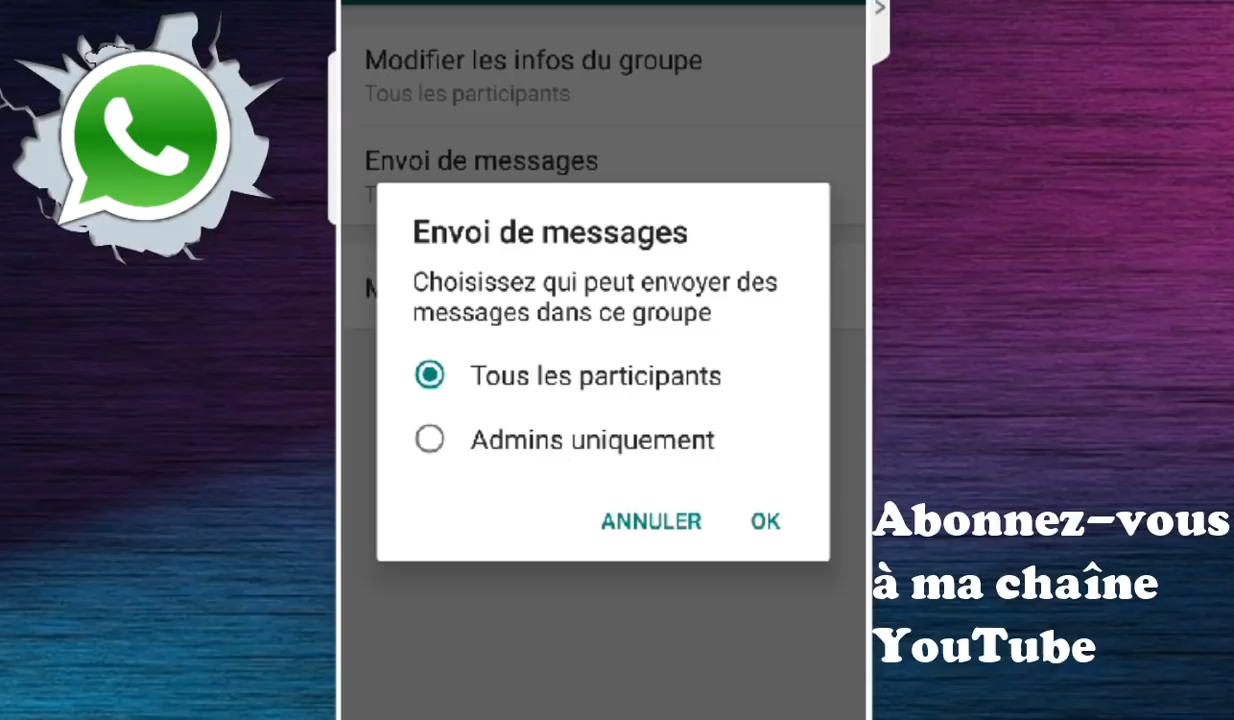 Modifier les infos du groupe
Tous les participants
Envoi de messages
Envoi de messages
Choisissez qui peut envoyer des
messages dans ce groupe
Tous les participants
Admins uniquement
ANNULER OK
Abonnez-vous
à ma chaîne
YouTube